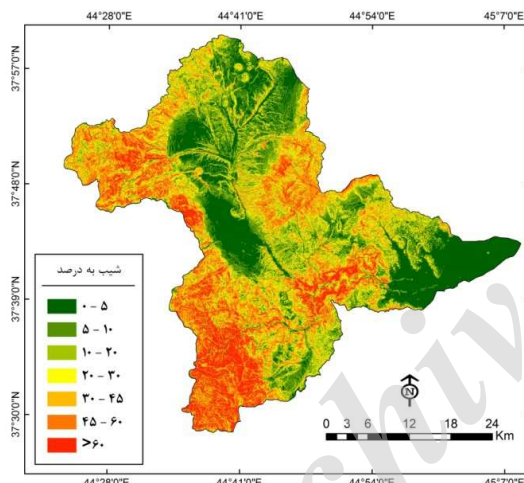 44°28'0"E 44°41'0"E 44°54'0"E 45°7'0"E
37°57'0"N
37°48'0"N
37°39'0"N
37°30'0"N
شیب به درصد
۰ - ۵
۵ - ۱۰
۱۰ - ۲۰
۲۰ - ۳۰
۳۰ - ۴۵
۴۵ - ۶۰
>۶۰
N
0 3 6 12 18 24
Km
44°28'0"E 44°41'0"E 44°54'0"E 45°7'0"E